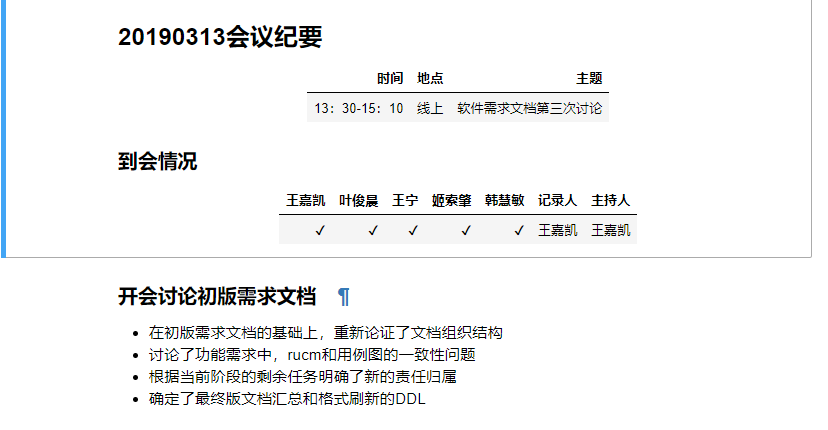 20190313会议纪要
时间 地点 主题
13：30-15：10 线上 软件需求文档第三次讨论
到会情况
王嘉凯 叶俊晨 王宁 姬索肇 韩慧敏 记录人 主持人
✓ ✓ ✓ ✓ ✓ 王嘉凯 王嘉凯
开会讨论初版需求文档 ¶
• 在初版需求文档的基础上，重新论证了文档组织结构
• 讨论了功能需求中，rucm和用例图的一致性问题
• 根据当前阶段的剩余任务明确了新的责任归属
• 确定了最终版文档汇总和格式刷新的DDL